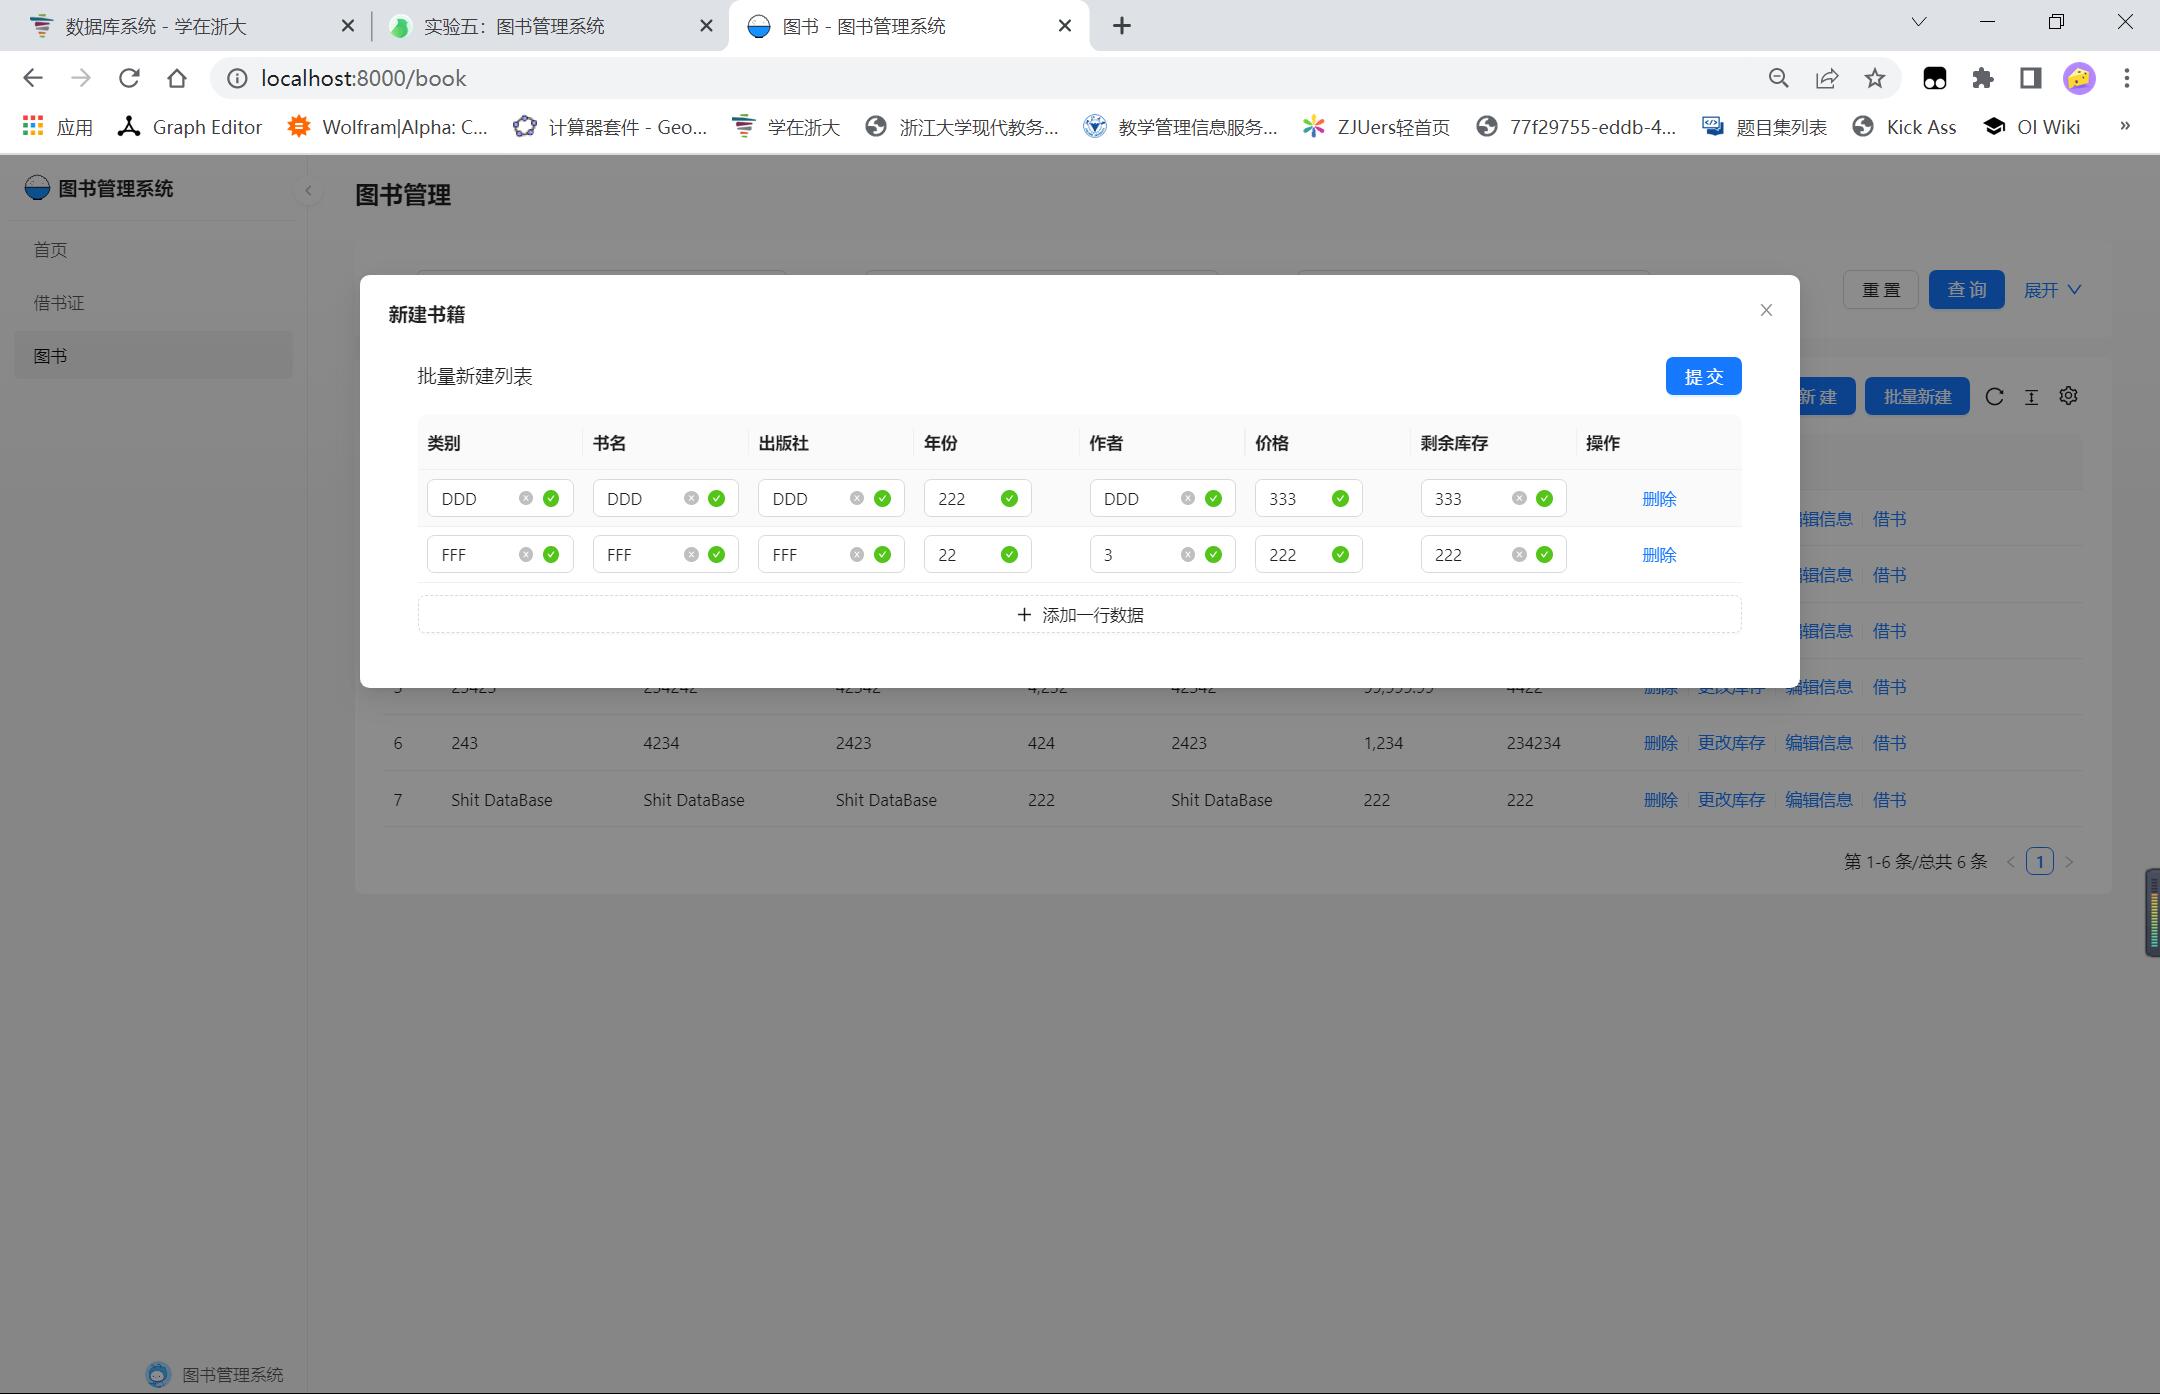 数据库系统 - 学在浙大
实验五：图书管理系统
图书 - 图书管理系统
localhost:8000/book
应用
Graph Editor
Wolfram|Alpha: C...
计算器套件 - Geo...
学在浙大
浙江大学现代教务...
教学管理信息服务...
ZJUers轻首页
77f29755-eddb-4...
题目集列表
Kick Ass
OI Wiki
»
图书管理系统
图书管理
首页
借书证
图书
重 置 查 询 展开
新 建 批量新建
新建书籍
批量新建列表 提 交
类别 书名 出版社 年份 作者 价格 剩余库存 操作
DDD DDD DDD 222 DDD 333 333 删除
FFF FFF FFF 22 3 222 222 删除
+ 添加一行数据
编辑信息 借书
编辑信息 借书
编辑信息 借书
删除 更改库存 编辑信息 借书
6 243 4234 2423 424 2423 1,234 234234 删除 更改库存 编辑信息 借书
7 Shit DataBase Shit DataBase Shit DataBase 222 Shit DataBase 222 222 删除 更改库存 编辑信息 借书
第 1-6 条/总共 6 条 < 1 >
图书管理系统